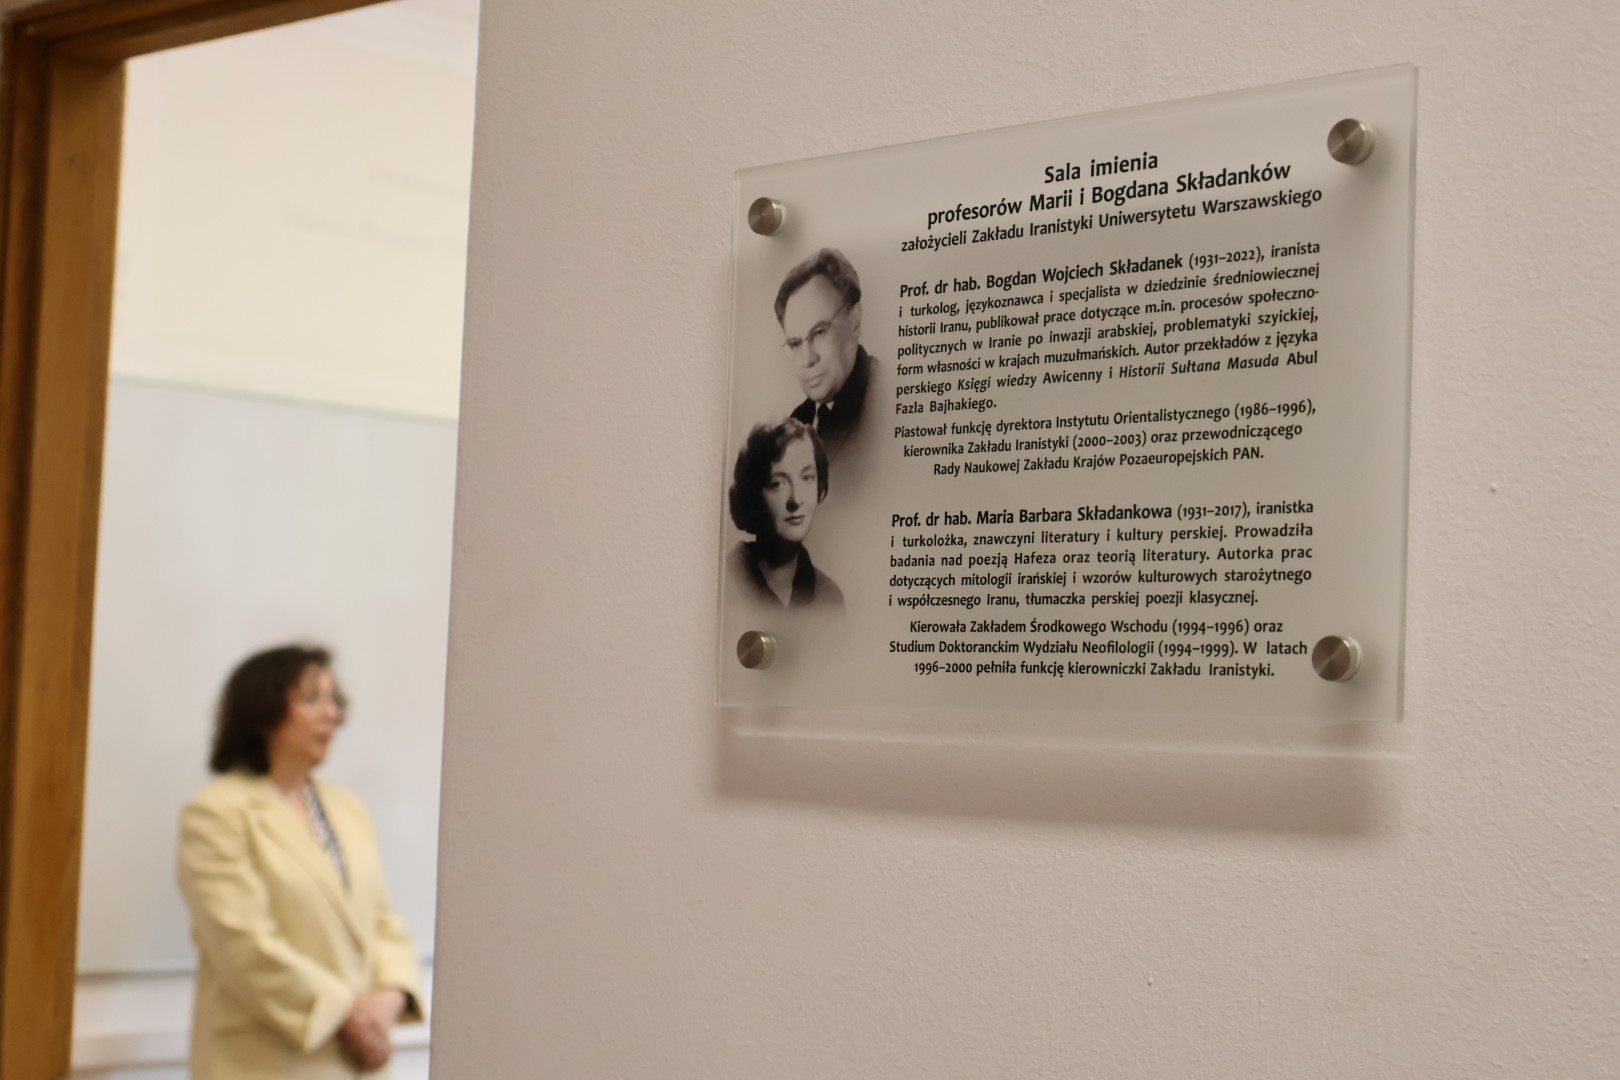 Sala imienia
profesorów Marii i Bogdana Składanków
założycieli Zakładu Iranistyki Uniwersytetu Warszawskiego
Prof. dr hab. Bogdan Wojciech Składanek (1931–2022), iranista
i turkolog, językoznawca i specjalista w dziedzinie średniowiecznej
historii Iranu, publikował prace dotyczące m.in. procesów społeczno-
politycznych w Iranie po inwazji arabskiej, problematyki szyickiej,
form własności w krajach muzułmańskich. Autor przekładów z języka
perskiego Księgi wiedzy Awicenny i Historii Sułtana Masuda Abul
Fazla Bajhakiego.
Piastował funkcję dyrektora Instytutu Orientalistycznego (1986–1996),
kierownika Zakładu Iranistyki (2000–2003) oraz przewodniczącego
Rady Naukowej Zakładu Krajów Pozaeuropejskich PAN.
Prof. dr hab. Maria Barbara Składankowa (1931–2017), iranistka
i turkolożka, znawczyni literatury i kultury perskiej. Prowadziła
badania nad poezją Hafeza oraz teorią literatury. Autorka prac
dotyczących mitologii irańskiej i wzorów kulturowych starożytnego
i współczesnego Iranu, tłumaczka perskiej poezji klasycznej.
Kierowała Zakładem Środkowego Wschodu (1994–1996) oraz
Studium Doktoranckim Wydziału Neofilologii (1994–1999). W latach
1996–2000 pełniła funkcję kierowniczki Zakładu Iranistyki.